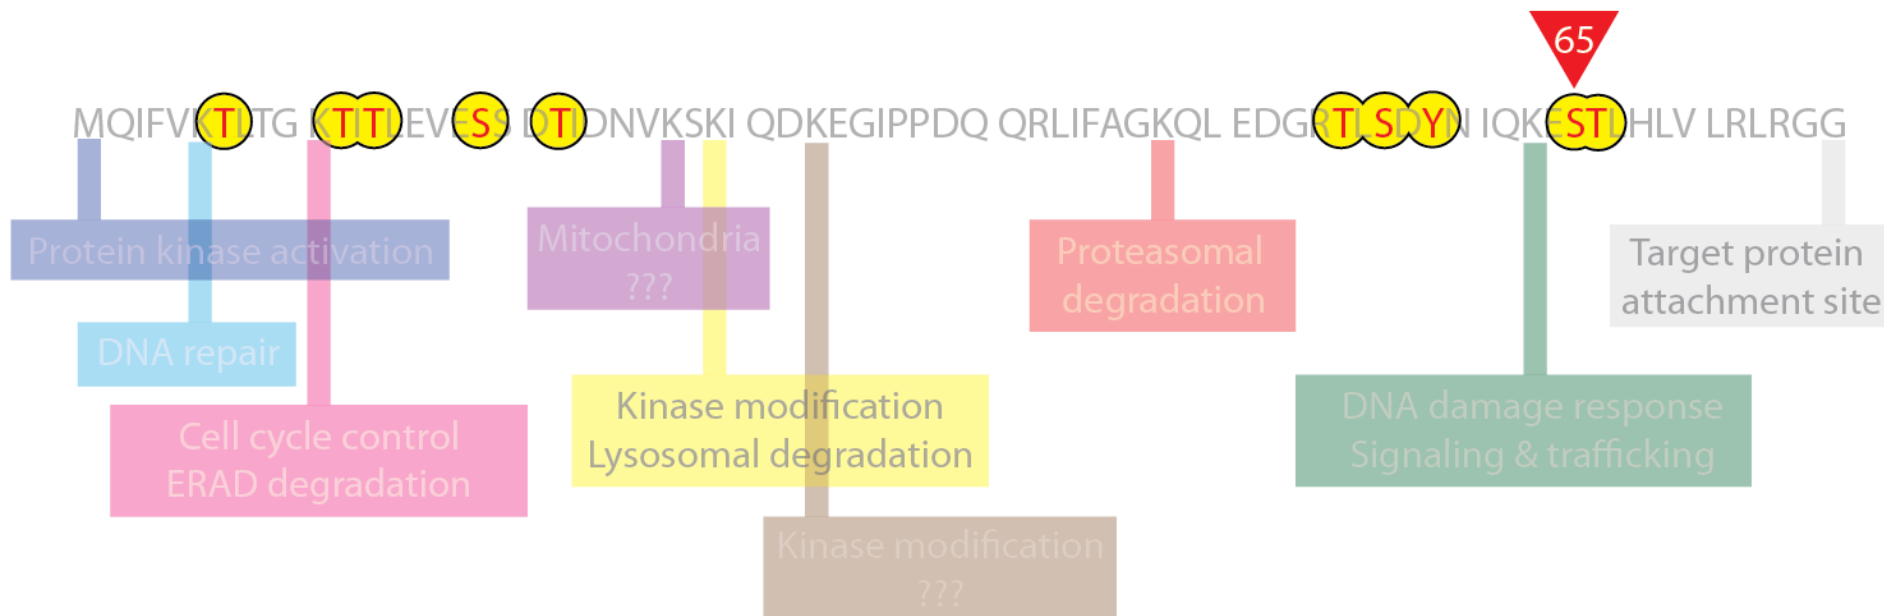 65
MQIFVKTLTG KTITLEVESS DTIDNVKSKI QDKEGIPPDQ QRLIFAGKQL EDGRTLSDYN IQKESTLHLV LRLRGG
Protein kinase activation
Mitochondria
???
Proteasomal
degradation
Target protein
attachment site
DNA repair
Cell cycle control
ERAD degradation
Kinase modification
Lysosomal degradation
DNA damage response
Signaling & trafficking
Kinase modification
???